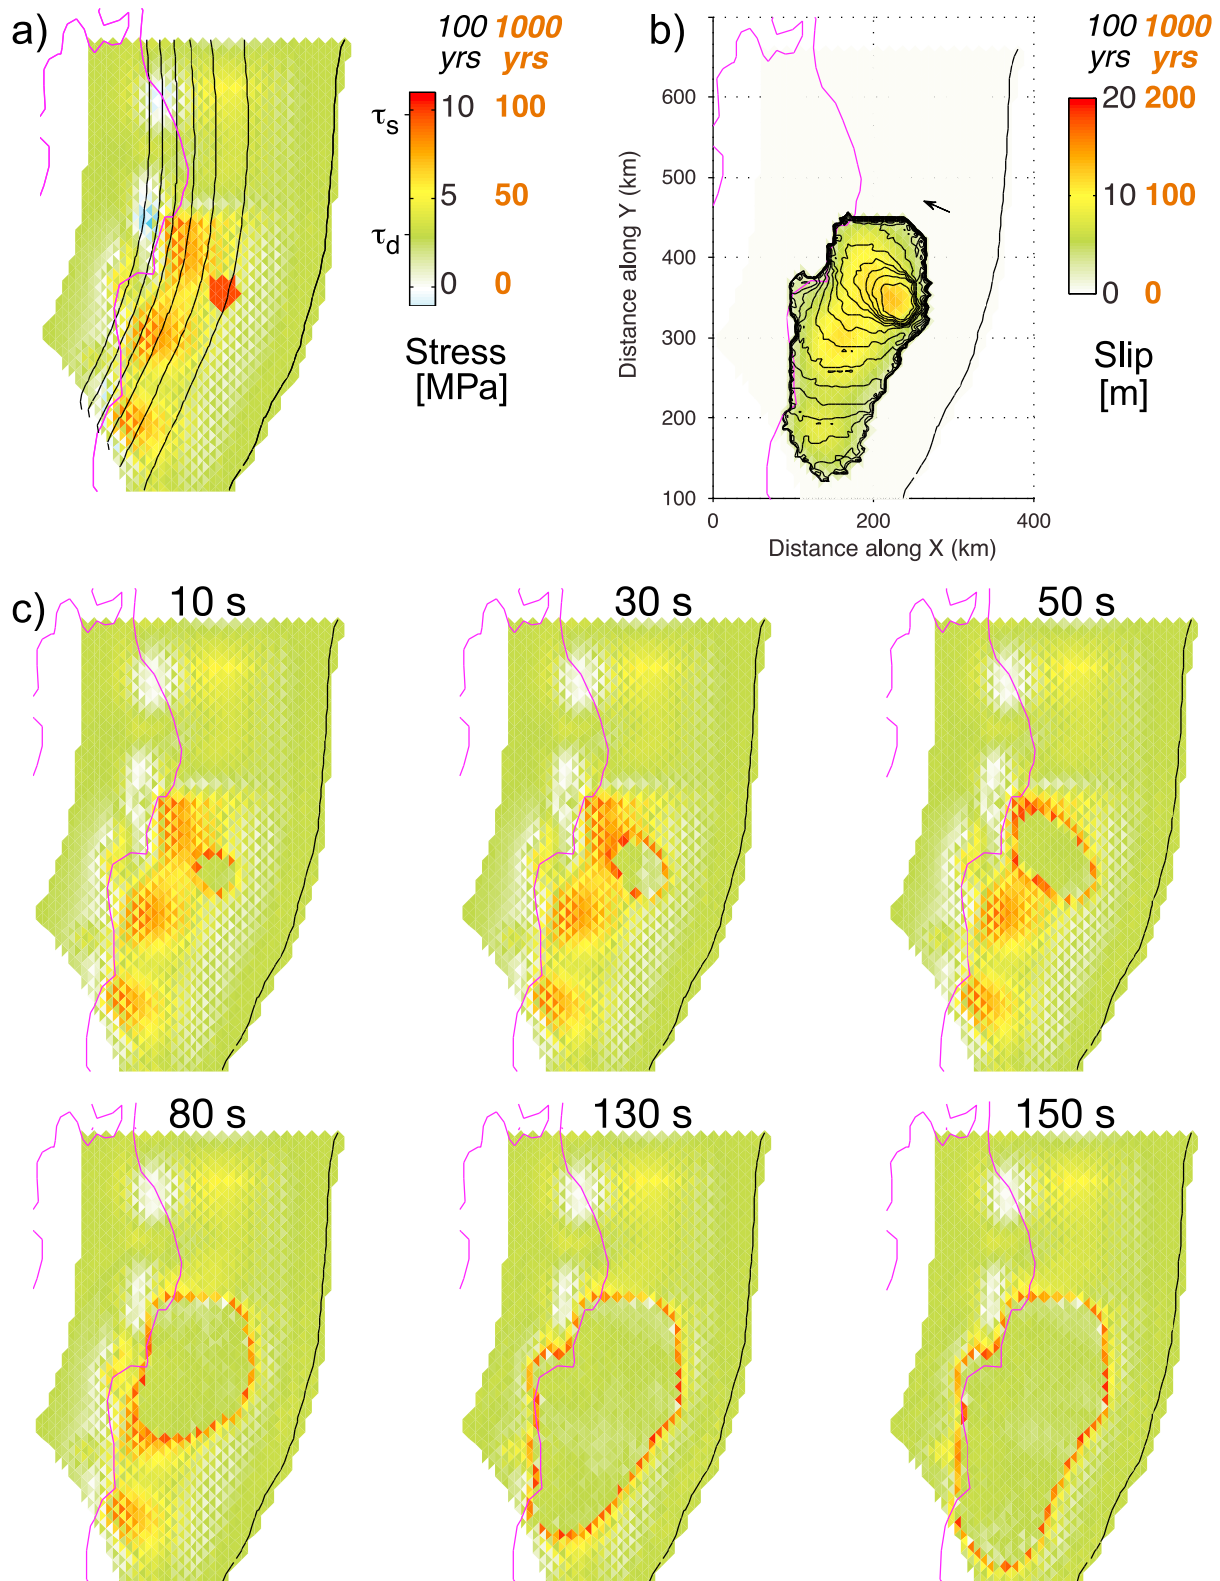 a)
100 1000
yrs yrs
τs 10 100
5 50
τd
0 0
Stress
[MPa]
b)
100 1000
yrs yrs
20 200
10 100
0 0
Slip
[m]
600
500
400
300
200
100
0 200 400
Distance along Y (km)
Distance along X (km)
c)
10 s 30 s 50 s
80 s 130 s 150 s